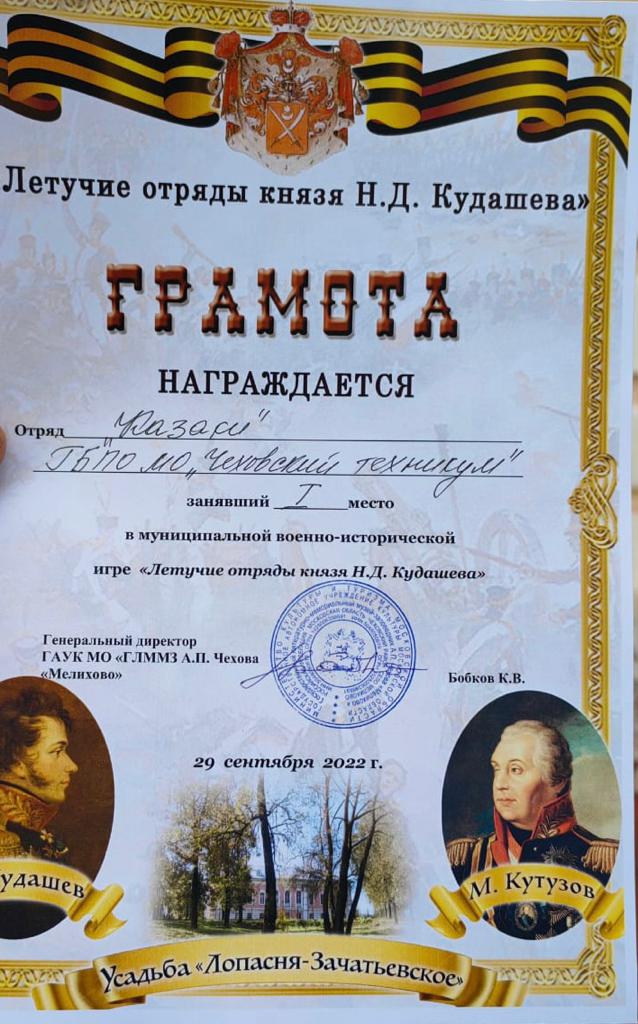 Летучие отряды князя Н.Д. Кудашева»
ГРАМОТА
НАГРАЖДАЕТСЯ
Отряд "Казаки"
ГБПО МО „Чеховский техникум"
занявший I место
в муниципальной военно-исторической
игре «Летучие отряды князя Н.Д. Кудашева»
Генеральный директор
ГАУК МО «ГЛММЗ А.П. Чехова
«Мелихово»
Бобков К.В.
29 сентября 2022 г.
удашев
М. Кутузов
Усадьба «Лопасня-Зачатьевское»